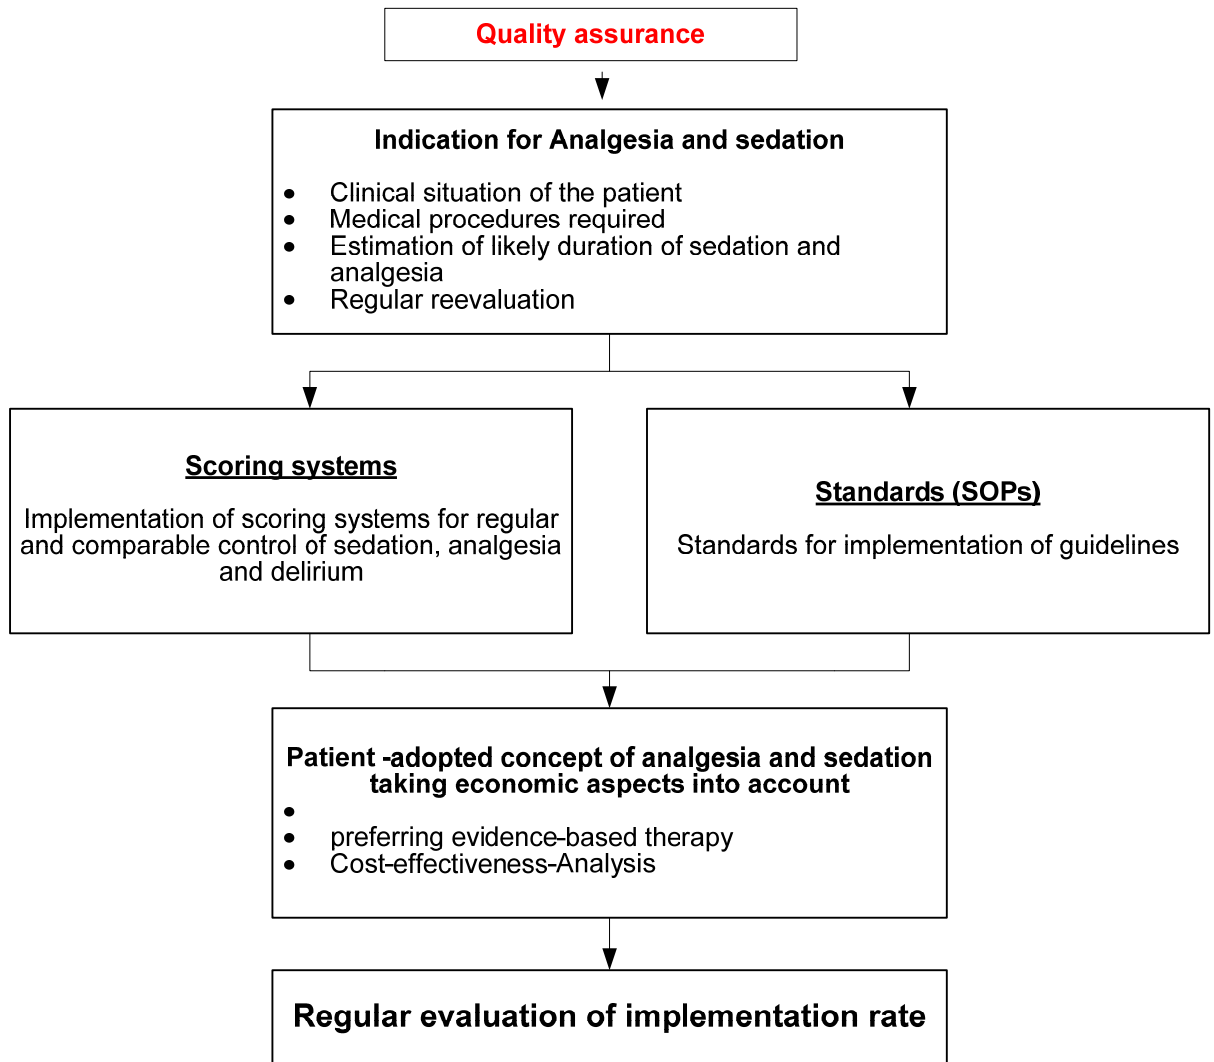 Quality assurance
Indication for Analgesia and sedation
• Clinical situation of the patient
• Medical procedures required
• Estimation of likely duration of sedation and
analgesia
• Regular reevaluation
Scoring systems
Implementation of scoring systems for regular
and comparable control of sedation, analgesia
and delirium
Standards (SOPs)
Standards for implementation of guidelines
Patient -adopted concept of analgesia and sedation
taking economic aspects into account
•
• preferring evidence-based therapy
• Cost-effectiveness-Analysis
Regular evaluation of implementation rate